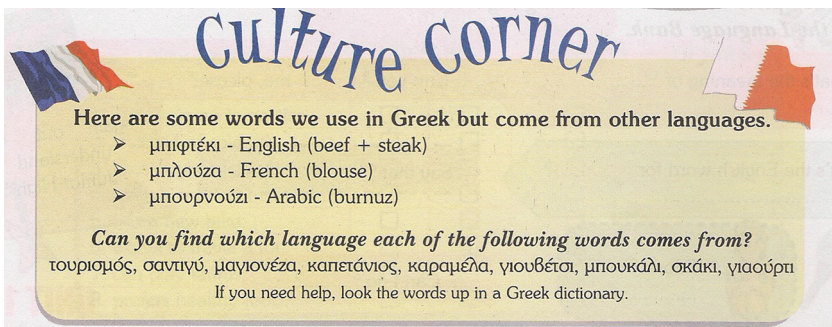 Culture Corner
Here are some words we use in Greek but come from other languages.
➤ μπιφτέκι - English (beef + steak)
➤ μπλούζα - French (blouse)
➤ μπουρνούζι - Arabic (burnuz)
Can you find which language each of the following words comes from?
τουρισμός, σαντιγύ, μαγιονέζα, καπετάνιος, καραμέλα, γιουβέτσι, μπουκάλι, σκάκι, γιαούρτι
If you need help, look the words up in a Greek dictionary.